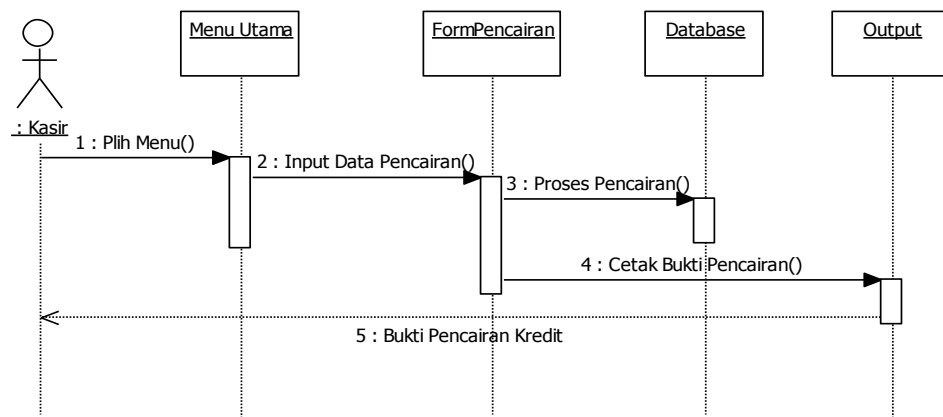 Menu Utama
FormPencairan
Database
Output
: Kasir
1 : Plih Menu()
2 : Input Data Pencairan()
3 : Proses Pencairan()
4 : Cetak Bukti Pencairan()
5 : Bukti Pencairan Kredit